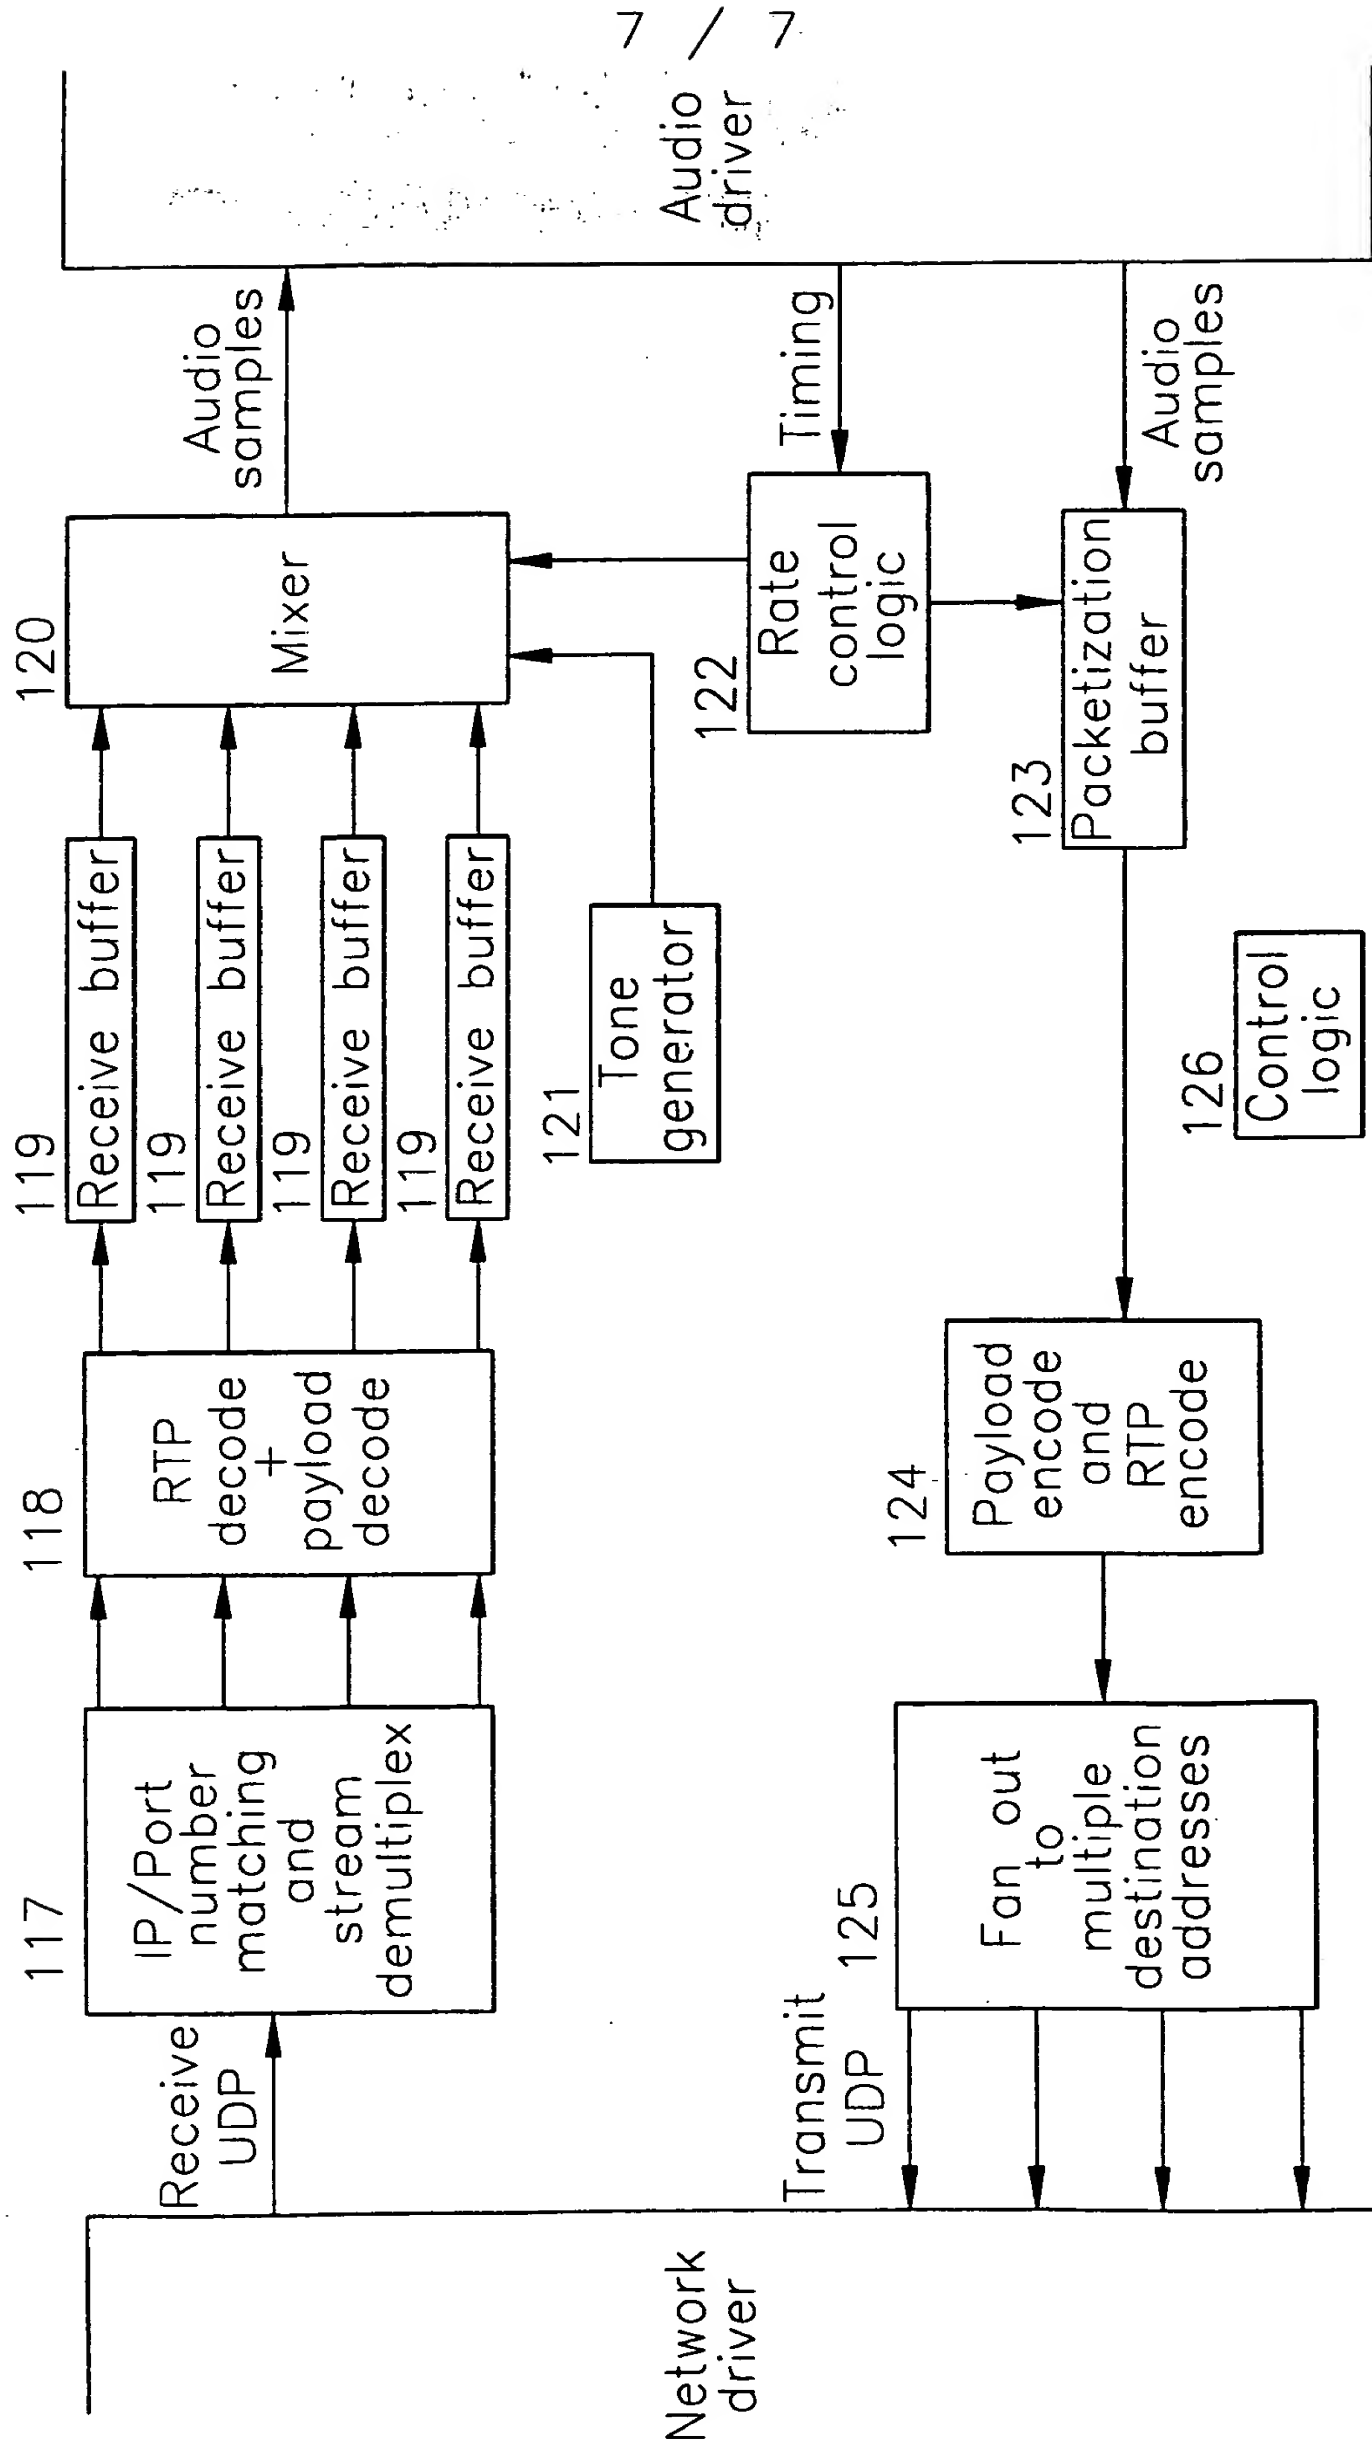 7 / 7
Network
driver
Receive
UDP
117
IP/Port
number
matching
and
stream
demultiplex
118
RTP
decode
+
payload
decode
119
Receive buffer
119
Receive buffer
119
Receive buffer
119
Receive buffer
120
Mixer
Audio
samples
Audio
driver
121
Tone
generator
122
Rate
control
logic
Timing
Audio
samples
123
Packetization
buffer
124
Payload
encode
and
RTP
encode
125
Fan out
to
multiple
destination
addresses
Transmit
UDP
126
Control
logic